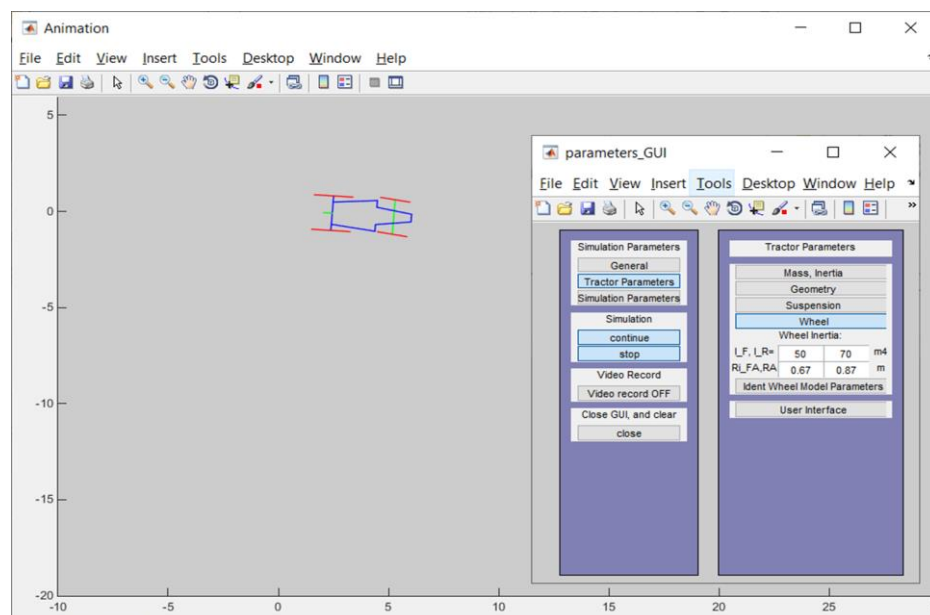 Animation
File Edit View Insert Tools Desktop Window Help
5
0
-5
-10
-15
-20
-10 -5 0 5 10 15 20 25
parameters_GUI
File Edit View Insert Tools Desktop Window Help
Simulation Parameters
General
Tractor Parameters
Simulation Parameters
Simulation
continue
stop
Video Record
Video record OFF
Close GUI, and clear
close
Tractor Parameters
Mass, Inertia
Geometry
Suspension
Wheel
Wheel Inertia:
I_F, I_R= 50 70 m4
Ri_FA,RA 0.67 0.87 m
Ident Wheel Model Parameters
User Interface